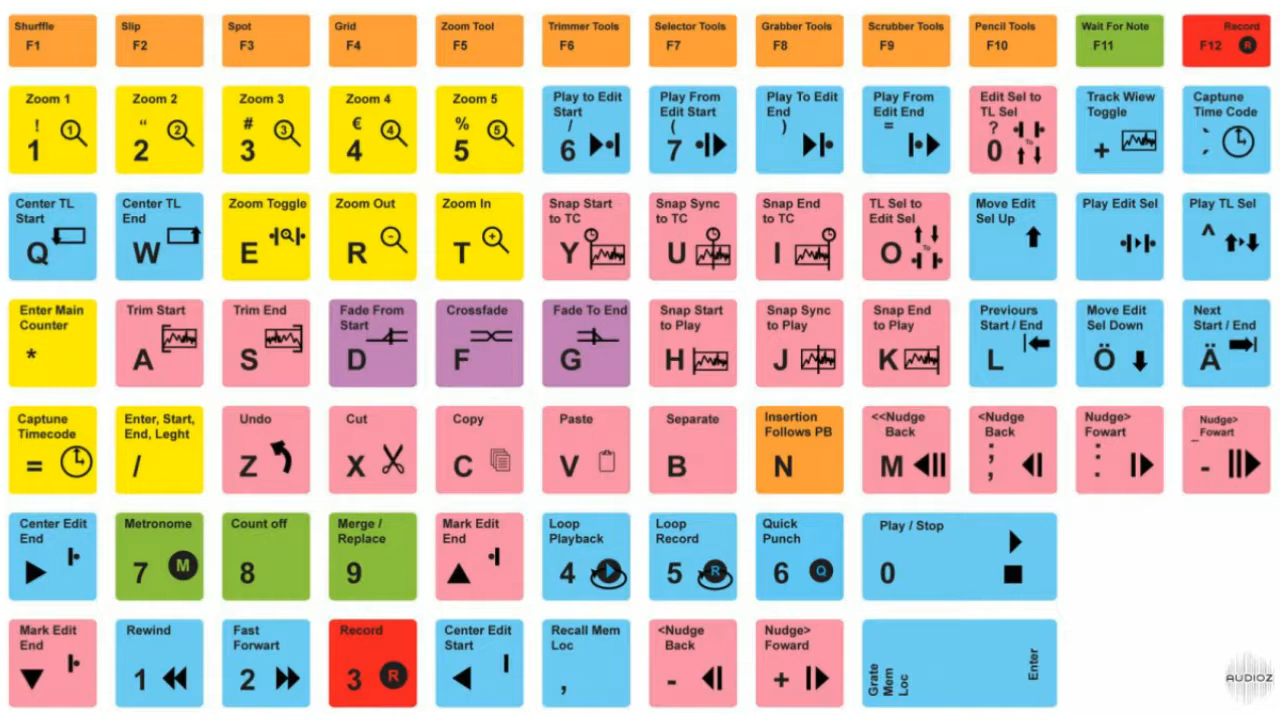 Shuffle
F1
Slip
F2
Spot
F3
Grid
F4
Zoom Tool
F5
Trimmer Tools
F6
Selector Tools
F7
Grabber Tools
F8
Scrubber Tools
F9
Pencil Tools
F10
Wait For Note
F11
Record
F12 R
Zoom 1
!
1 1
Zoom 2
“
2 2
Zoom 3
#
3 3
Zoom 4
€
4 4
Zoom 5
%
5 5
Play to Edit
Start
/
6
Play From
Edit Start
(
7
Play To Edit
End
)
Play From
Edit End
=
Edit Sel to
TL Sel
?
To
0
Track Wiew
Toggle
+
Captune
Time Code
`
´
Center TL
Start
Q
Center TL
End
W
Zoom Toggle
E
Zoom Out
R
Zoom In
T
Snap Start
to TC
Y
Snap Sync
to TC
U
Snap End
to TC
I
TL Sel to
Edit Sel
To
O
Move Edit
Sel Up
Play Edit Sel
Play TL Sel
^
Enter Main
Counter
*
Trim Start
A
Trim End
S
Fade From
Start
D
Crossfade
F
Fade To End
G
Snap Start
to Play
H
Snap Sync
to Play
J
Snap End
to Play
K
Previours
Start / End
L
Move Edit
Sel Down
Ö
Next
Start / End
Ä
Captune
Timecode
=
Enter, Start,
End, Leght
/
Undo
Z
Cut
X
Copy
C
Paste
V
Separate
B
Insertion
Follows PB
N
<<Nudge
Back
M
<Nudge
Back
;
,
Nudge>
Fowart
:
.
Nudge>
Fowart
_
-
Center Edit
End
Metronome
7 M
Count off
8
Merge /
Replace
9
Mark Edit
End
Loop
Playback
4
Loop
Record
5 R
Quick
Punch
6 Q
Play / Stop
0
Mark Edit
End
Rewind
1
Fast
Forwart
2
Record
3 R
Center Edit
Start
Recall Mem
Loc
,
<Nudge
Back
-
Nudge>
Foward
+
Grate
Mem
Loc
Enter
AUDIOZ